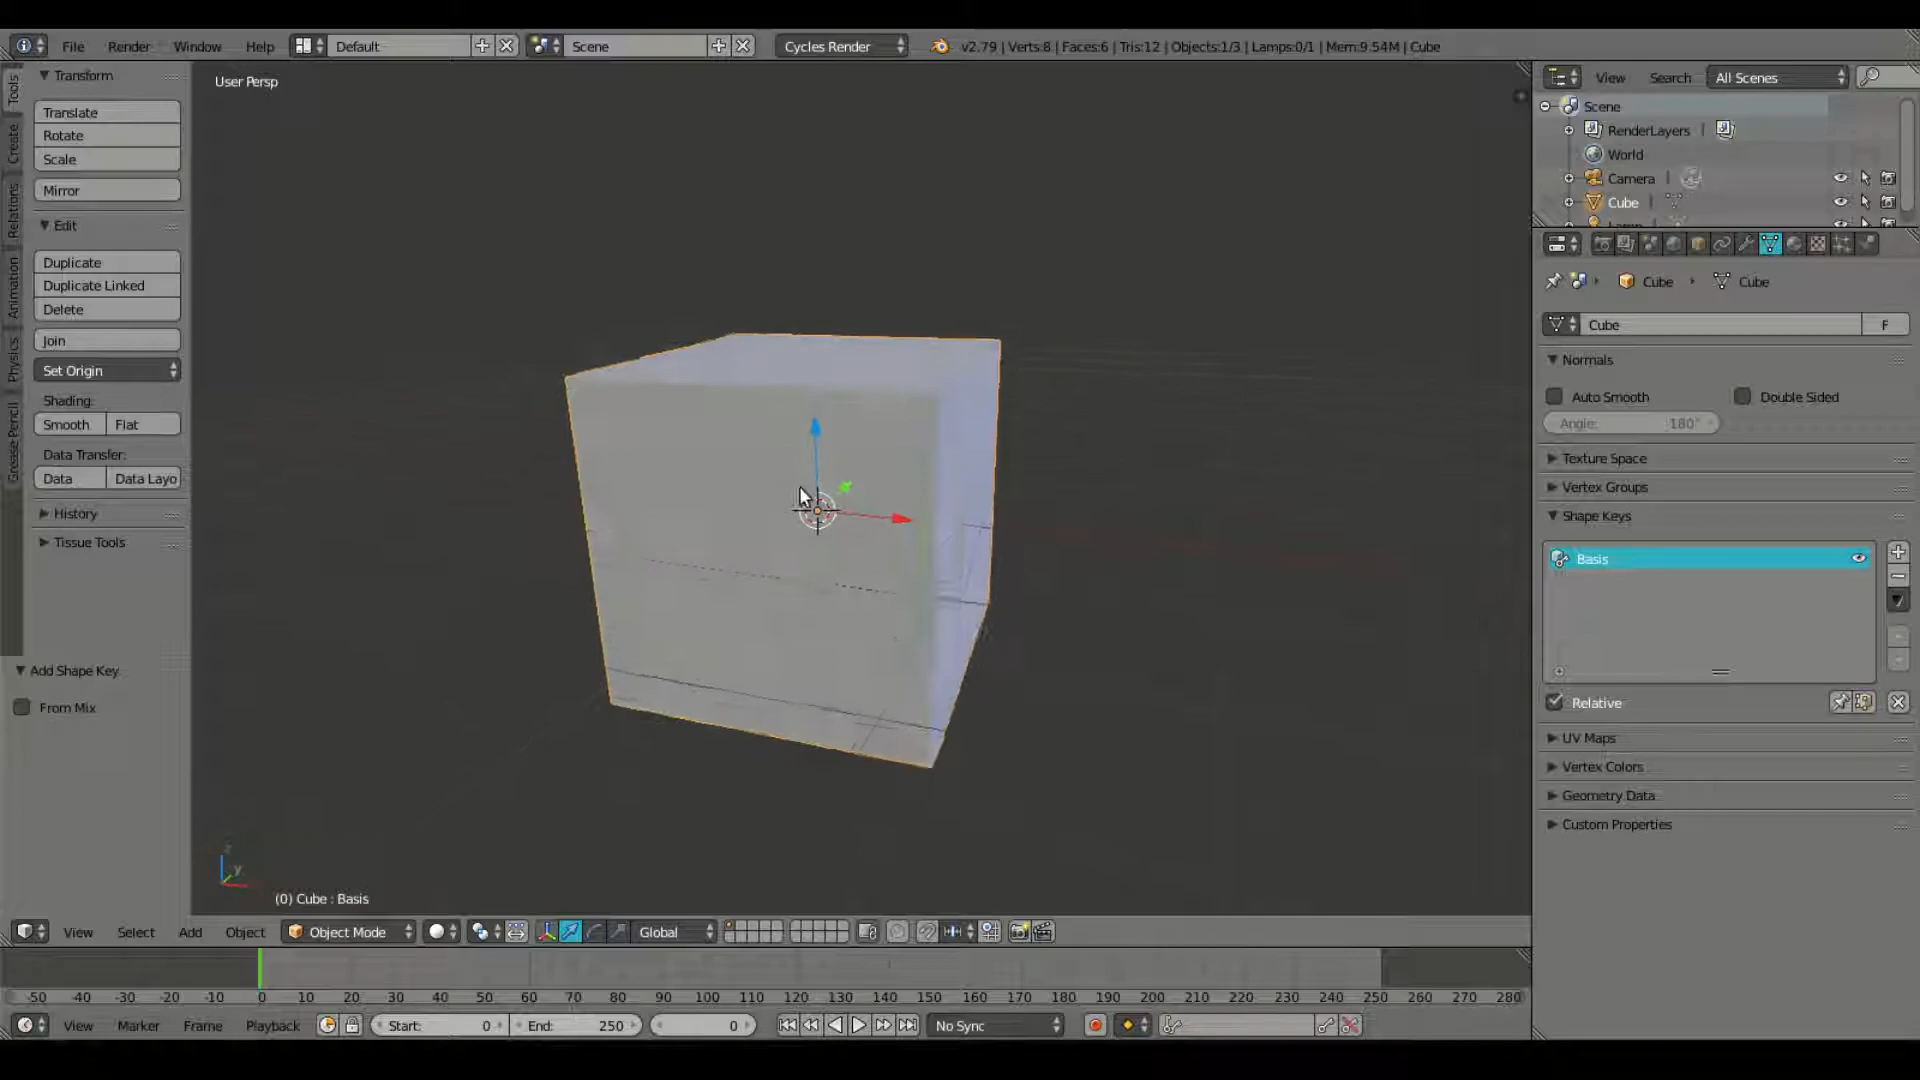 File Render Window Help Default Scene Cycles Render v2.79 | Verts:8 | Faces:6 | Tris:12 | Objects:1/3 | Lamps:0/1 | Mem:9.54M | Cube
Tools
Create
Relations
Animation
Physics
Grease Pencil
Transform
Translate
Rotate
Scale
Mirror
Edit
Duplicate
Duplicate Linked
Delete
Join
Set Origin
Shading:
Smooth Flat
Data Transfer:
Data Data Layo
History
Tissue Tools
Add Shape Key
From Mix
User Persp
z
y
(0) Cube : Basis
View Select Add Object Object Mode Global
-50 -40 -30 -20 -10 0 10 20 30 40 50 60 70 80 90 100 110 120 130 140 150 160 170 180 190 200 210 220 230 240 250 260 270 280
View Marker Frame Playback Start: 0 End: 250 0 No Sync
View Search All Scenes
Scene
RenderLayers |
World
Camera |
Cube |
Cube Cube
Cube F
Normals
Auto Smooth Double Sided
Angle: 180°
Texture Space
Vertex Groups
Shape Keys
Basis
Relative
UV Maps
Vertex Colors
Geometry Data
Custom Properties